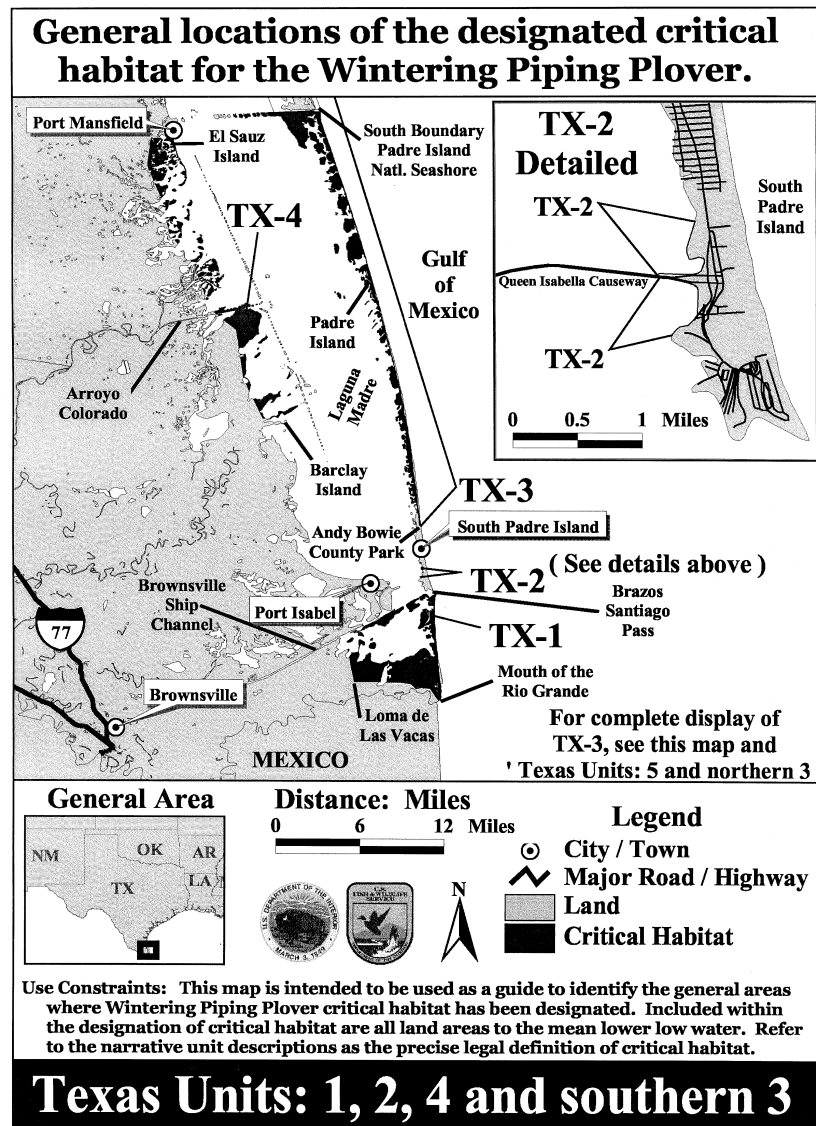 General locations of the designated critical
habitat for the Wintering Piping Plover.
Port Mansfield
El Sauz
Island
South Boundary
Padre Island
Natl. Seashore
TX-4
Gulf
of
Mexico
Padre
Island
Arroyo
Colorado
Laguna
Madre
Barclay
Island
TX-3
Andy Bowie
County Park
South Padre Island
TX-2 ( See details above )
Brownsville
Ship
Channel
Port Isabel
Brazos
Santiago
Pass
TX-1
77
Mouth of the
Rio Grande
Brownsville
Loma de
Las Vacas
MEXICO
For complete display of
TX-3, see this map and
' Texas Units: 5 and northern 3
TX-2
Detailed
TX-2
South
Padre
Island
Queen Isabella Causeway
TX-2
0 0.5 1 Miles
General Area
NM
OK
AR
TX
LA
Distance: Miles
0 6 12 Miles
U.S. DEPARTMENT OF THE INTERIOR
MARCH 3, 1849
U.S.
FISH & WILDLIFE
SERVICE
N
Legend
City / Town
Major Road / Highway
Land
Critical Habitat
Use Constraints: This map is intended to be used as a guide to identify the general areas
where Wintering Piping Plover critical habitat has been designated. Included within
the designation of critical habitat are all land areas to the mean lower low water. Refer
to the narrative unit descriptions as the precise legal definition of critical habitat.
Texas Units: 1, 2, 4 and southern 3